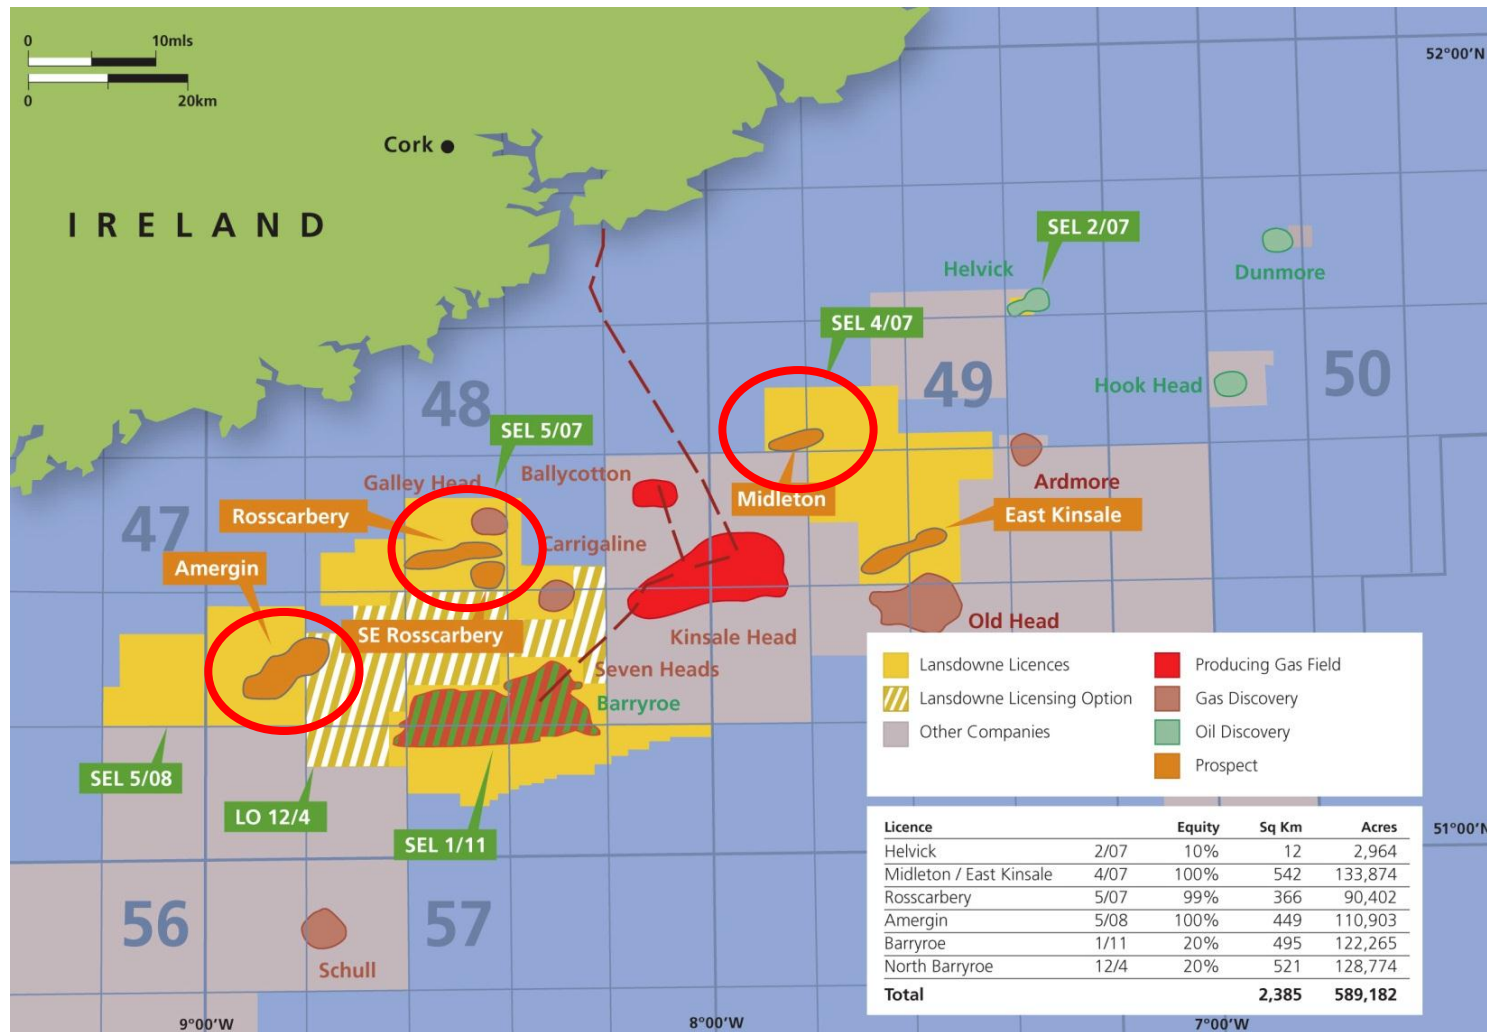 0 10mls
0 20km
52°00'N
Cork
IRELAND
SEL 2/07
Helvick
Dunmore
SEL 4/07
48
49
50
Hook Head
SEL 5/07
Galley Head
Ballycotton
Ardmore
Midleton
Rosscarbery
East Kinsale
47
Carrigaline
Amergin
Old Head
SE Rosscarbery
Kinsale Head
Seven Heads
Barryroe
SEL 5/08
LO 12/4
SEL 1/11
56
57
Schull
Lansdowne Licences
Lansdowne Licensing Option
Other Companies
Producing Gas Field
Gas Discovery
Oil Discovery
Prospect
51°00'N
Licence Equity Sq Km Acres
Helvick 2/07 10% 12 2,964
Midleton / East Kinsale 4/07 100% 542 133,874
Rosscarbery 5/07 99% 366 90,402
Amergin 5/08 100% 449 110,903
Barryroe 1/11 20% 495 122,265
North Barryroe 12/4 20% 521 128,774
Total 2,385 589,182
9°00'W
8°00'W
7°00'W